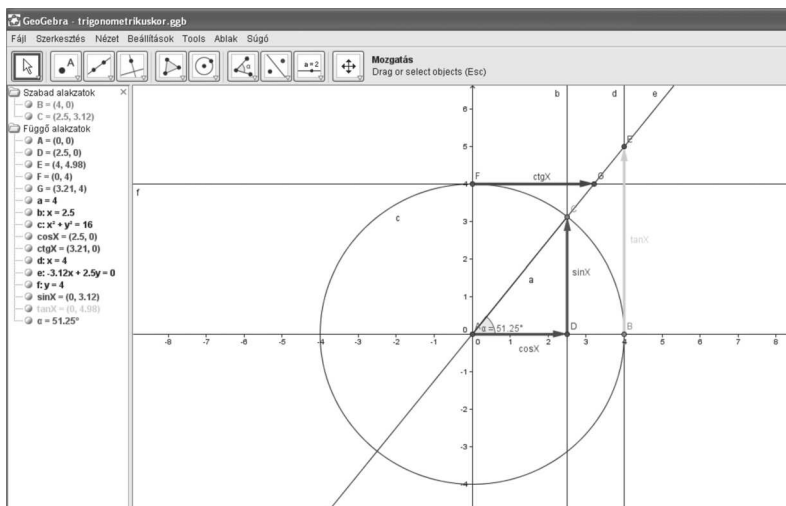 GeoGebra - trigonometrikuskor.ggb
Fájl Szerkesztés Nézet Beállítások Tools Ablak Súgó
A
α
a=2
Mozgatás
Drag or select objects (Esc)
Szabad alakzatok
B = (4, 0)
C = (2.5, 3.12)
Függő alakzatok
A = (0, 0)
D = (2.5, 0)
E = (4, 4.98)
F = (0, 4)
G = (3.21, 4)
a = 4
b: x = 2.5
c: x² + y² = 16
cosX = (2.5, 0)
ctgX = (3.21, 0)
d: x = 4
e: -3.12x + 2.5y = 0
f: y = 4
sinX = (0, 3.12)
tanX = (0, 4.98)
α = 51.25°
b d e
6
E
5
F ctgX G
4
f
c C
3
tanX
2
sinX
a
1
0 A α = 51.25° D B
-8 -7 -6 -5 -4 -3 -2 -1 0 1 2 3 4 5 6 7 8
cosX
-1
-2
-3
-4